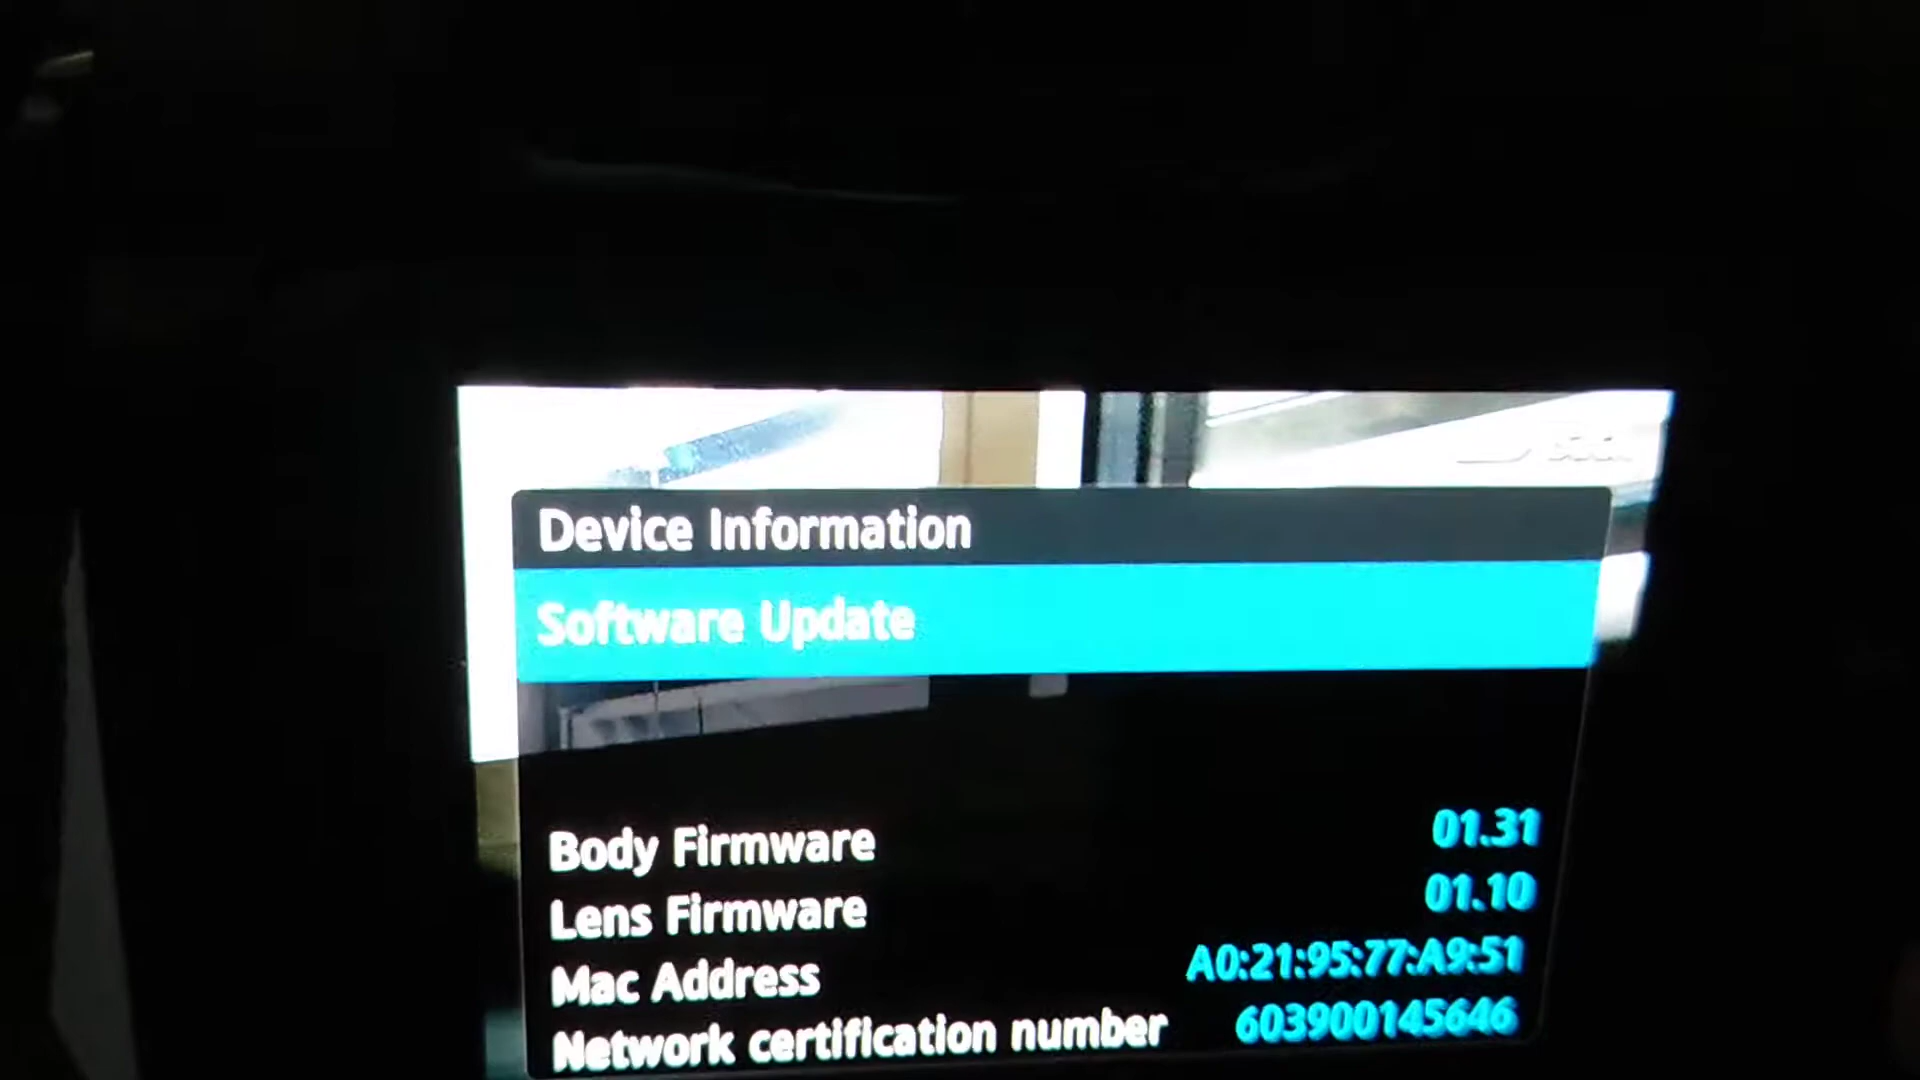 Device Information
Software Update
Body Firmware 01.31
Lens Firmware 01.10
Mac Address A0:21:95:77:A9:51
Network certification number 603900145646